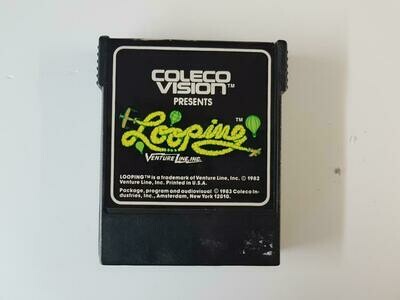 COLECO
VISION™
PRESENTS
Looping™
VENTURE LINE, INC.
LOOPING™ is a trademark of Venture Line, Inc. © 1982
Venture Line, Inc. Printed in U.S.A.
Package, program and audiovisual © 1983 Coleco In-
dustries, Inc., Amsterdam, New York 12010.